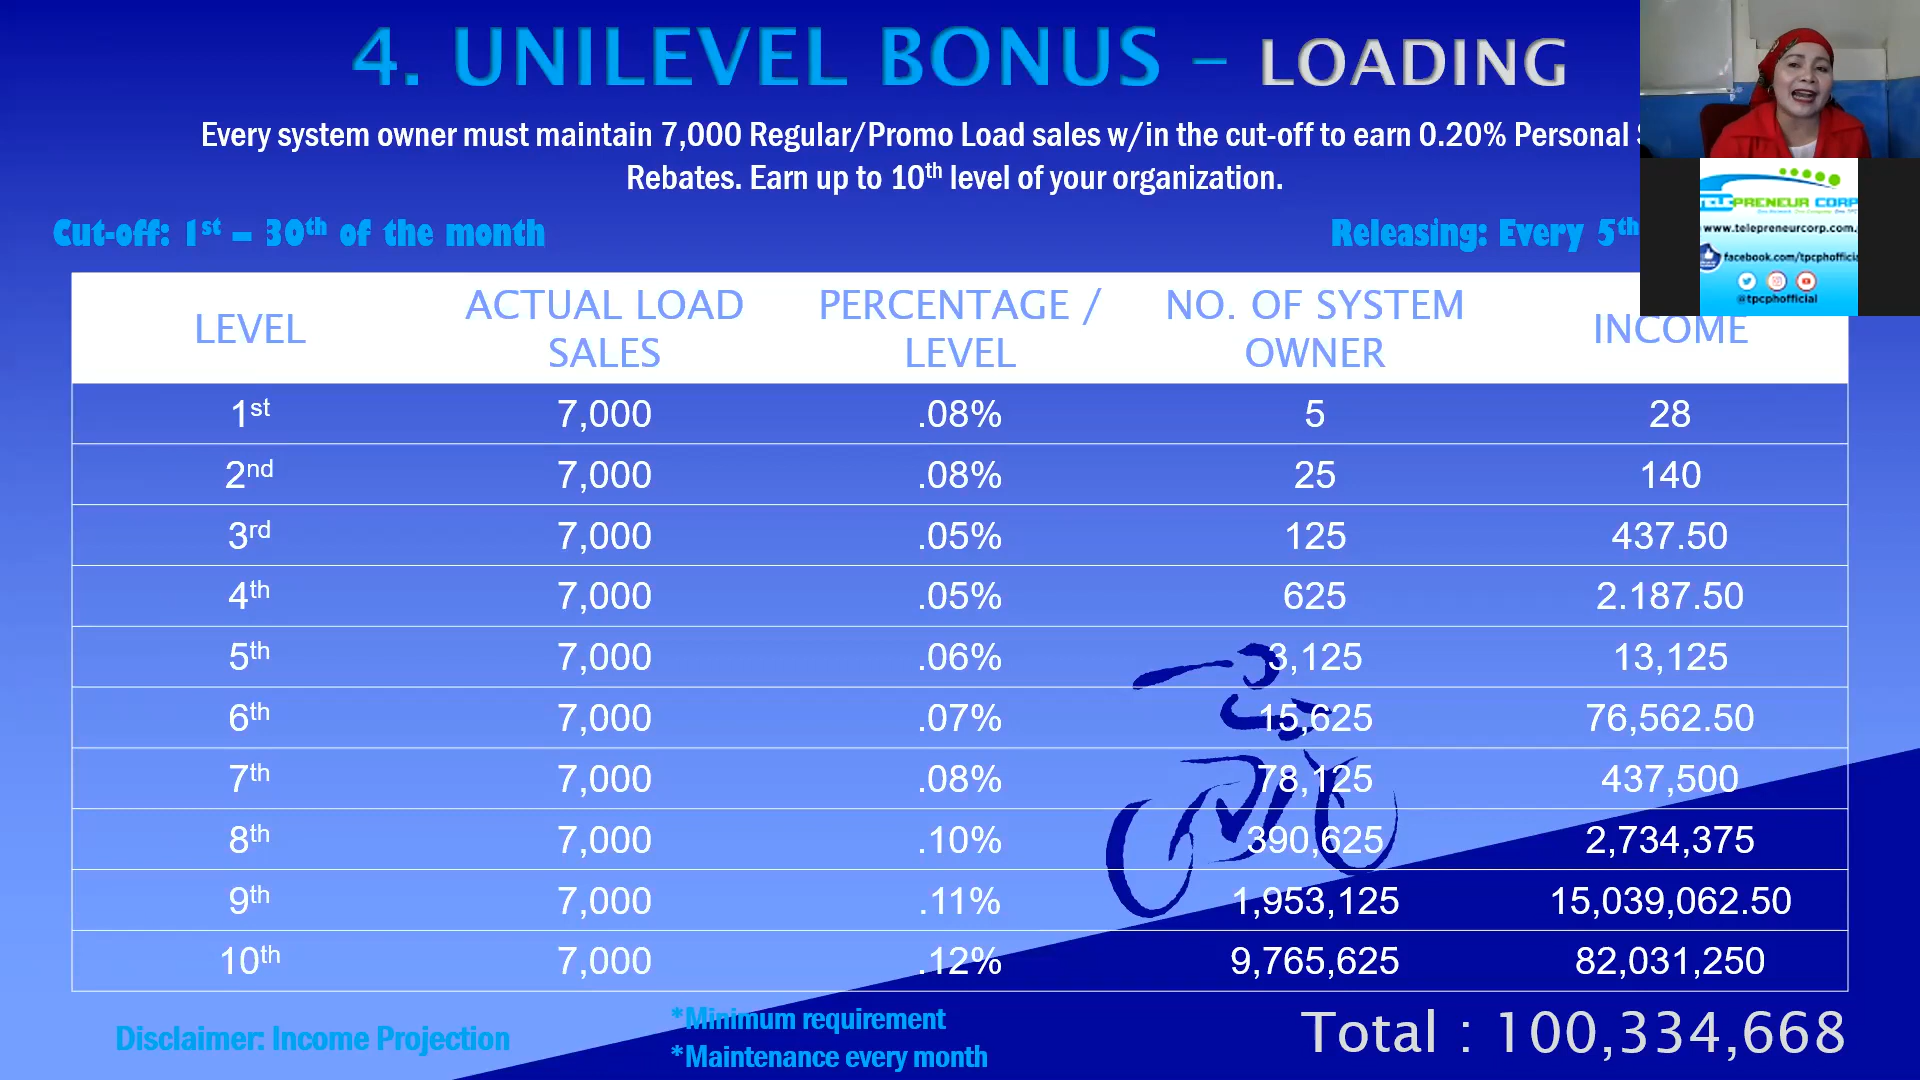 4. UNILEVEL BONUS – LOADING
Every system owner must maintain 7,000 Regular/Promo Load sales w/in the cut-off to earn 0.20% Personal
Rebates. Earn up to 10th level of your organization.
Cut-off: 1st – 30th of the month
Releasing: Every 5th
TELEPRENEUR CORP
www.telepreneurcorp.com.
facebook.com/tpcphofficia
@tpcphofficial
LEVEL ACTUAL LOAD SALES PERCENTAGE / LEVEL NO. OF SYSTEM OWNER INCOME
1st 7,000 .08% 5 28
2nd 7,000 .08% 25 140
3rd 7,000 .05% 125 437.50
4th 7,000 .05% 625 2.187.50
5th 7,000 .06% 3,125 13,125
6th 7,000 .07% 15,625 76,562.50
7th 7,000 .08% 78,125 437,500
8th 7,000 .10% 390,625 2,734,375
9th 7,000 .11% 1,953,125 15,039,062.50
10th 7,000 .12% 9,765,625 82,031,250
Disclaimer: Income Projection
*Minimum requirement
*Maintenance every month
Total : 100,334,668